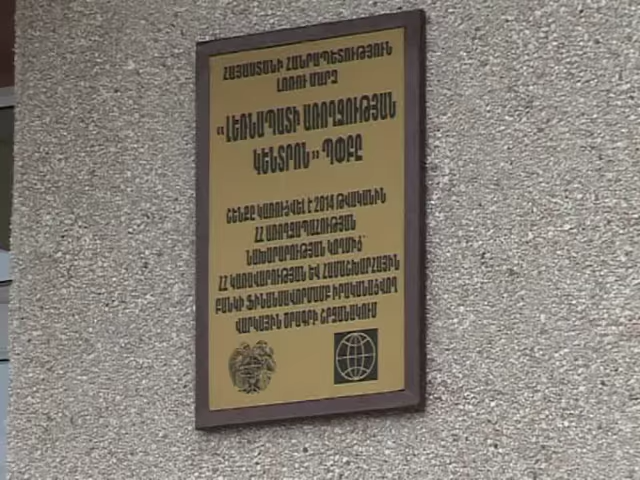 ՀԱՅԱՍՏԱՆԻ ՀԱՆՐԱՊԵՏՈՒԹՅՈՒՆ
ԼՈՌՈՒ ՄԱՐԶ
«ԼԵՌՆԱՊԱՏԻ ԱՌՈՂՋՈՒԹՅԱՆ
ԿԵՆՏՐՈՆ» ՊՓԲԸ
ՇԵՆՔԸ ԿԱՌՈՒՑՎԵԼ Է 2014 ԹՎԱԿԱՆԻՆ
ՀՀ ԱՌՈՂՋԱՊԱՀՈՒԹՅԱՆ
ՆԱԽԱՐԱՐՈՒԹՅԱՆ ԿՈՂՄԻՑ՝
ՀՀ ԿԱՌԱՎԱՐՈՒԹՅԱՆ ԵՎ ՀԱՄԱՇԽԱՐՀԱՅԻՆ
ԲԱՆԿԻ ՖԻՆԱՆՍԱՎՈՐՄԱՄԲ ԻՐԱԿԱՆԱՑՎՈՂ
ՎԱՐԿԱՅԻՆ ԾՐԱԳՐԻ ՇՐՋԱՆԱԿՈՒՄ